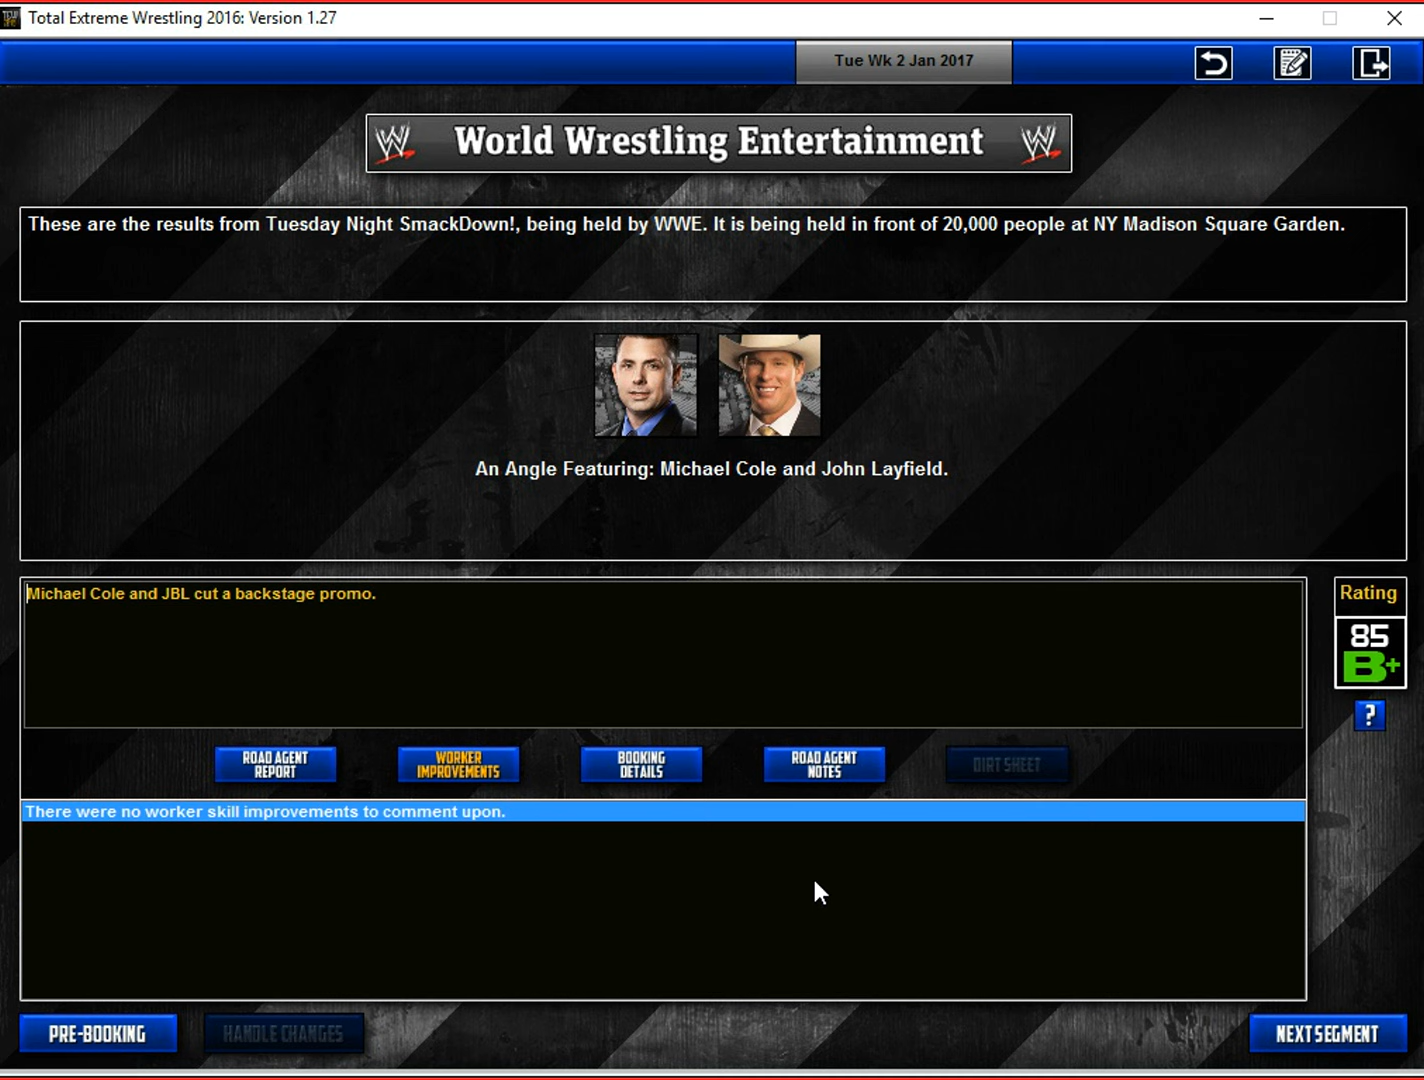 Total Extreme Wrestling 2016: Version 1.27
Tue Wk 2 Jan 2017
World Wrestling Entertainment
These are the results from Tuesday Night SmackDown!, being held by WWE. It is being held in front of 20,000 people at NY Madison Square Garden.
An Angle Featuring: Michael Cole and John Layfield.
Michael Cole and JBL cut a backstage promo.
Rating
85
B+
?
ROAD AGENT
REPORT
WORKER
IMPROVEMENTS
BOOKING
DETAILS
ROAD AGENT
NOTES
DIRT SHEET
There were no worker skill improvements to comment upon.
PRE-BOOKING
HANDLE CHANGES
NEXT SEGMENT